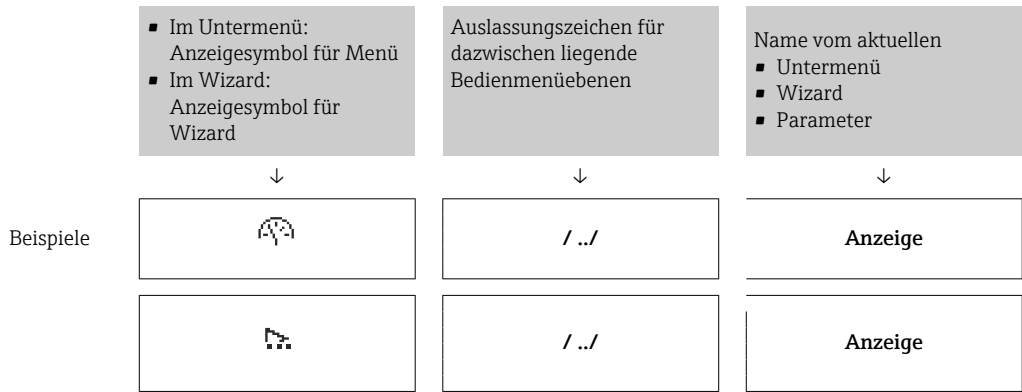 ▪ Im Untermenü:
Anzeigesymbol für Menü
▪ Im Wizard:
Anzeigesymbol für
Wizard
Auslassungszeichen für
dazwischen liegende
Bedienmenüebenen
Name vom aktuellen
▪ Untermenü
▪ Wizard
▪ Parameter
↓ ↓ ↓
Beispiele / ../ Anzeige
/ ../ Anzeige